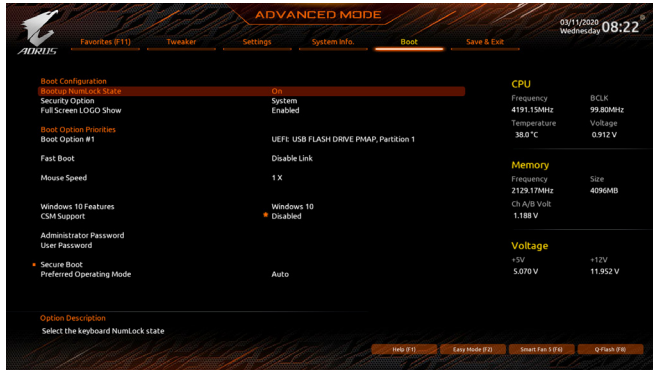 ADVANCED MODE
03/11/2020
Wednesday 08:22
AORUS
Favorites (F11) Tweaker Settings System Info. Boot Save & Exit
Boot Configuration
Bootup NumLock State On
Security Option System
Full Screen LOGO Show Enabled
Boot Option Priorities
Boot Option #1 UEFI: USB FLASH DRIVE PMAP, Partition 1
Fast Boot Disable Link
Mouse Speed 1 X
Windows 10 Features Windows 10
CSM Support Disabled
Administrator Password
User Password
Secure Boot
Preferred Operating Mode Auto
CPU
Frequency BCLK
4191.15MHz 99.80MHz
Temperature Voltage
38.0 °C 0.912 V
Memory
Frequency Size
2129.17MHz 4096MB
Ch A/B Volt
1.188 V
Voltage
+5V +12V
5.070 V 11.952 V
Option Description
Select the keyboard NumLock state
Help (F1) Easy Mode (F2) Smart Fan 5 (F6) Q-Flash (F8)